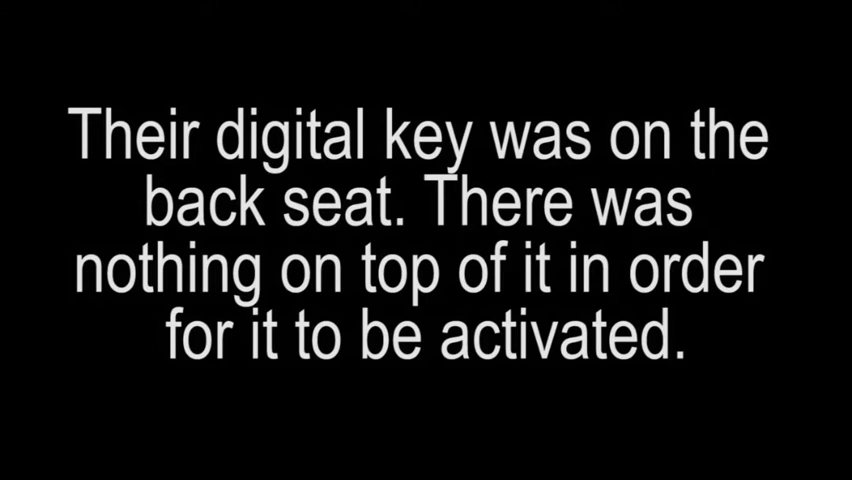 Their digital key was on the
back seat. There was
nothing on top of it in order
for it to be activated.